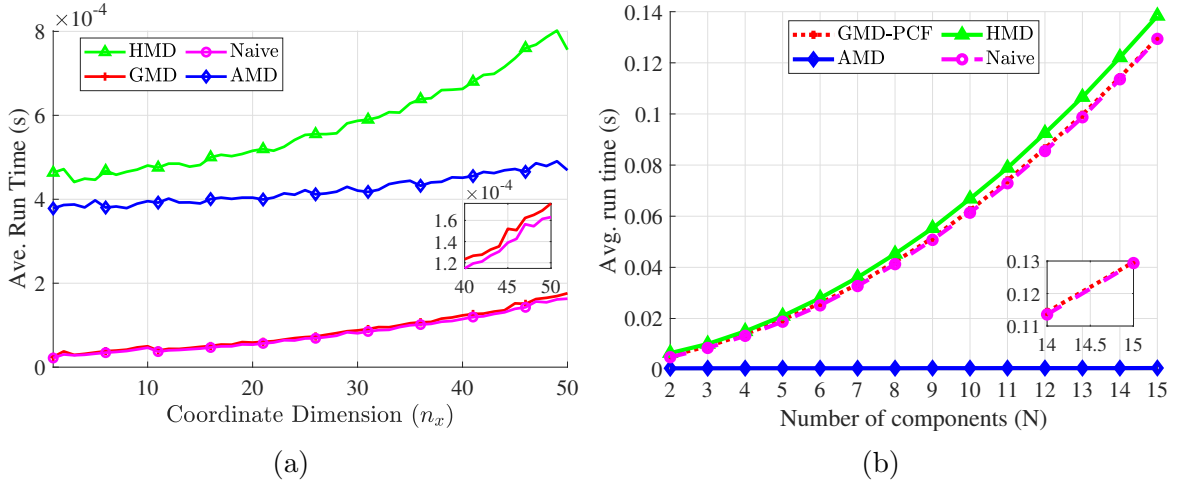 ×10⁻⁴
HMD Naive
GMD AMD
Ave. Run Time (s)
8
6
4
2
0
10 20 30 40 50
Coordinate Dimension (nₓ)
×10⁻⁴
1.6
1.4
1.2
40 45 50
(a)
GMD-PCF HMD
AMD Naive
Avg. run time (s)
0.14
0.12
0.1
0.08
0.06
0.04
0.02
0
2 3 4 5 6 7 8 9 10 11 12 13 14 15
Number of components (N)
0.13
0.12
0.11
14 14.5 15
(b)